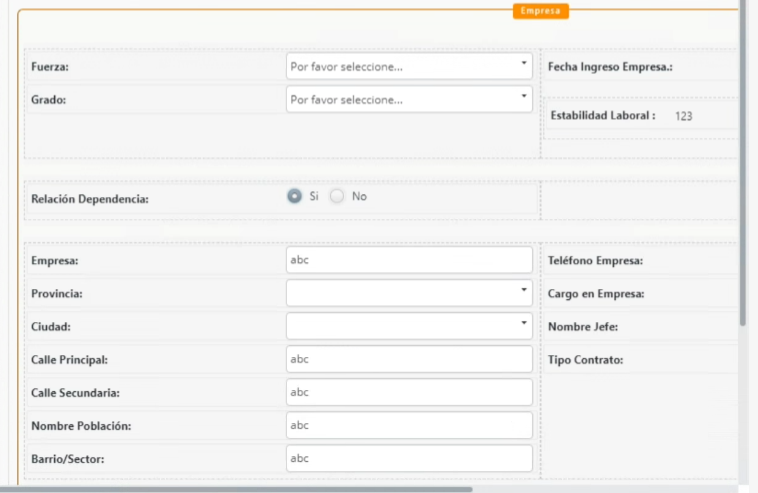 Empresa
Fuerza: Por favor seleccione... Fecha Ingreso Empresa.:
Grado: Por favor seleccione...
Estabilidad Laboral : 123
Relación Dependencia: Si No
Empresa: abc Teléfono Empresa:
Provincia: Cargo en Empresa:
Ciudad: Nombre Jefe:
Calle Principal: abc Tipo Contrato:
Calle Secundaria: abc
Nombre Población: abc
Barrio/Sector: abc